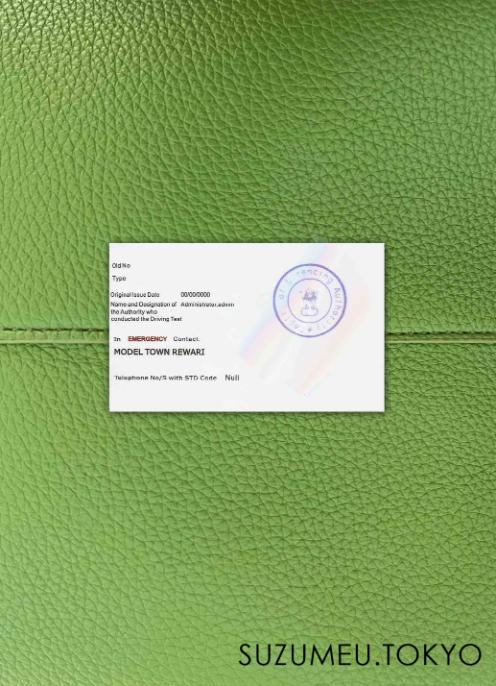 Old No
Type
Original Issue Date 00/00/0000
Name and Designation of Administrator,admin
the Authority who
conducted the Driving Test
In EMERGENCY Contact.
MODEL TOWN REWARI
Telephone No/S with STD Code Null
Licencing Authority
SUZUMEU.TOKYO